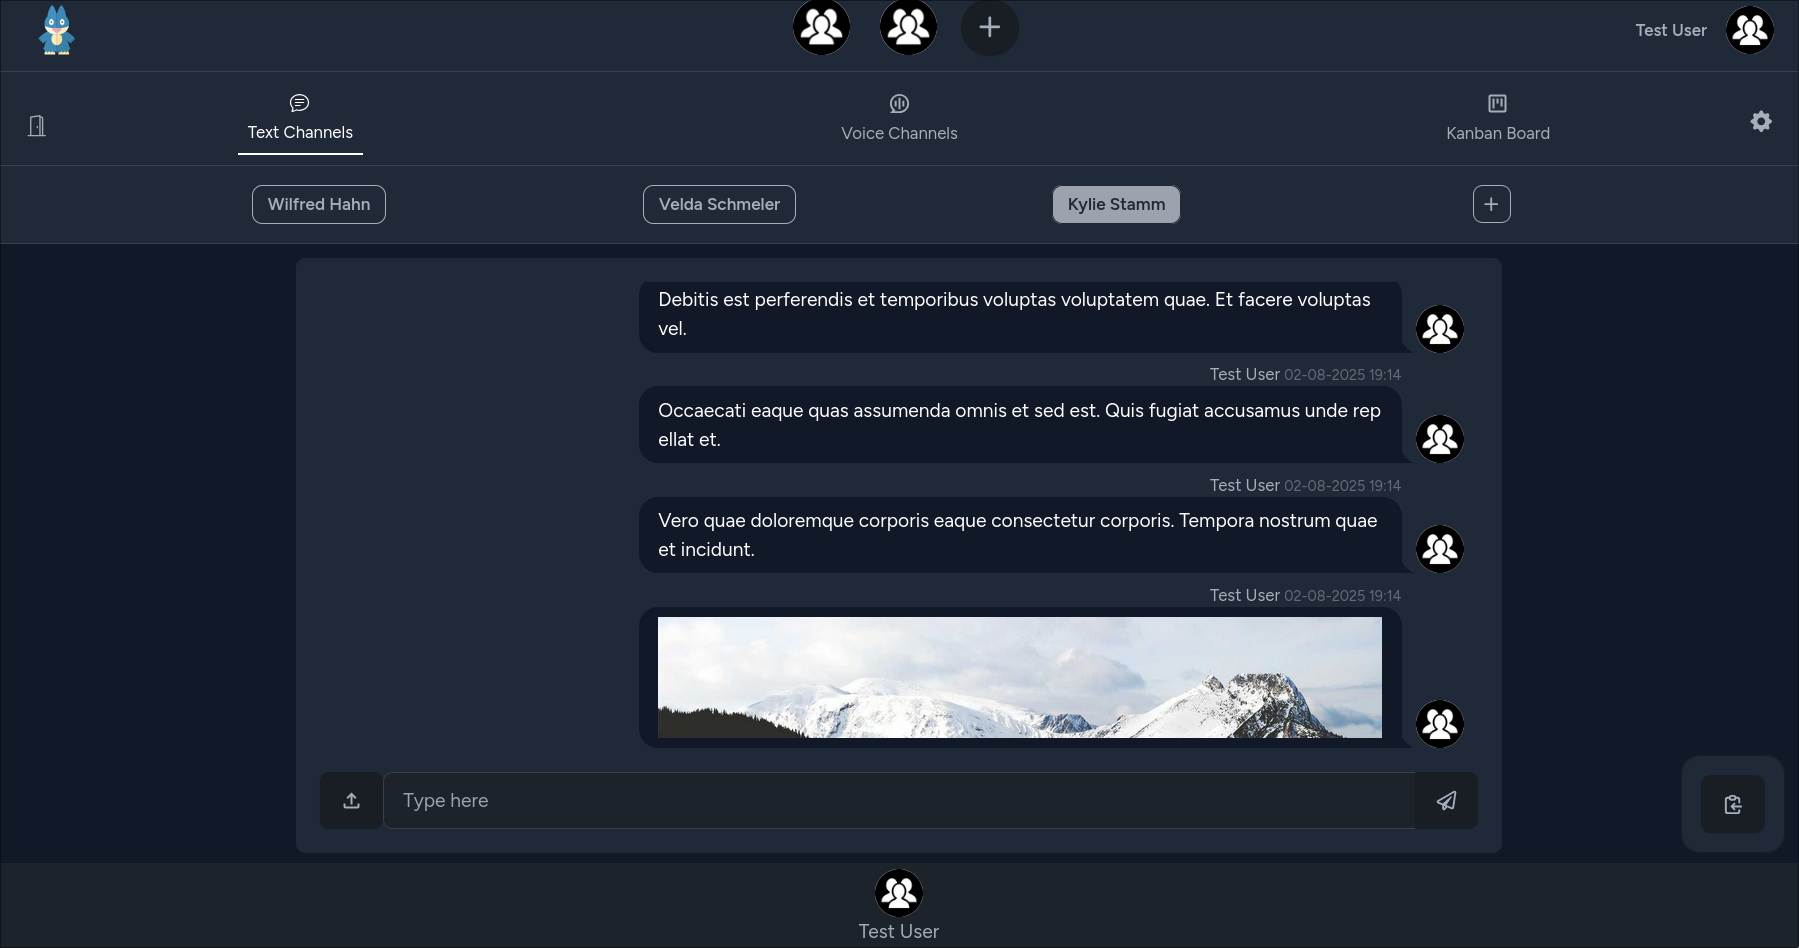 Test User
Text Channels
Voice Channels
Kanban Board
Wilfred Hahn
Velda Schmeler
Kylie Stamm
Debitis est perferendis et temporibus voluptas voluptatem quae. Et facere voluptas
vel.
Test User 02-08-2025 19:14
Occaecati eaque quas assumenda omnis et sed est. Quis fugiat accusamus unde rep
ellat et.
Test User 02-08-2025 19:14
Vero quae doloremque corporis eaque consectetur corporis. Tempora nostrum quae
et incidunt.
Test User 02-08-2025 19:14
Type here
Test User